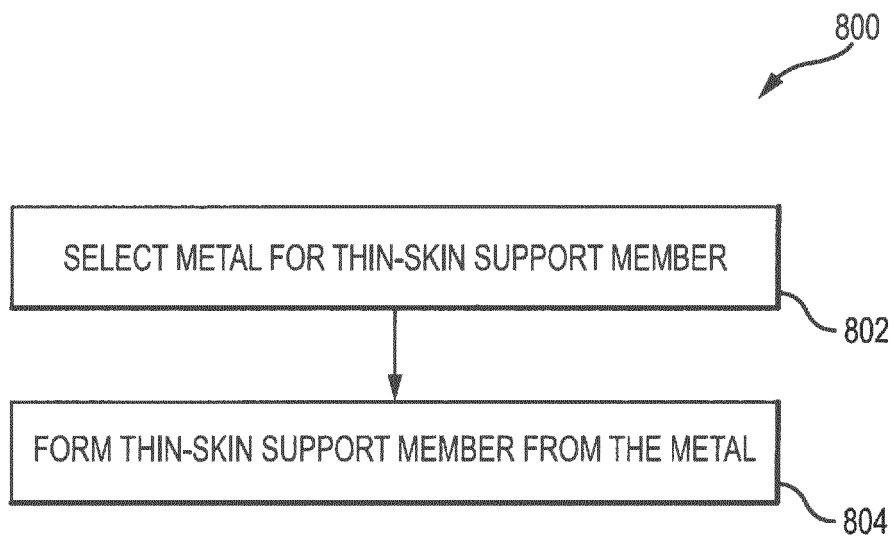 800
SELECT METAL FOR THIN-SKIN SUPPORT MEMBER
802
FORM THIN-SKIN SUPPORT MEMBER FROM THE METAL
804